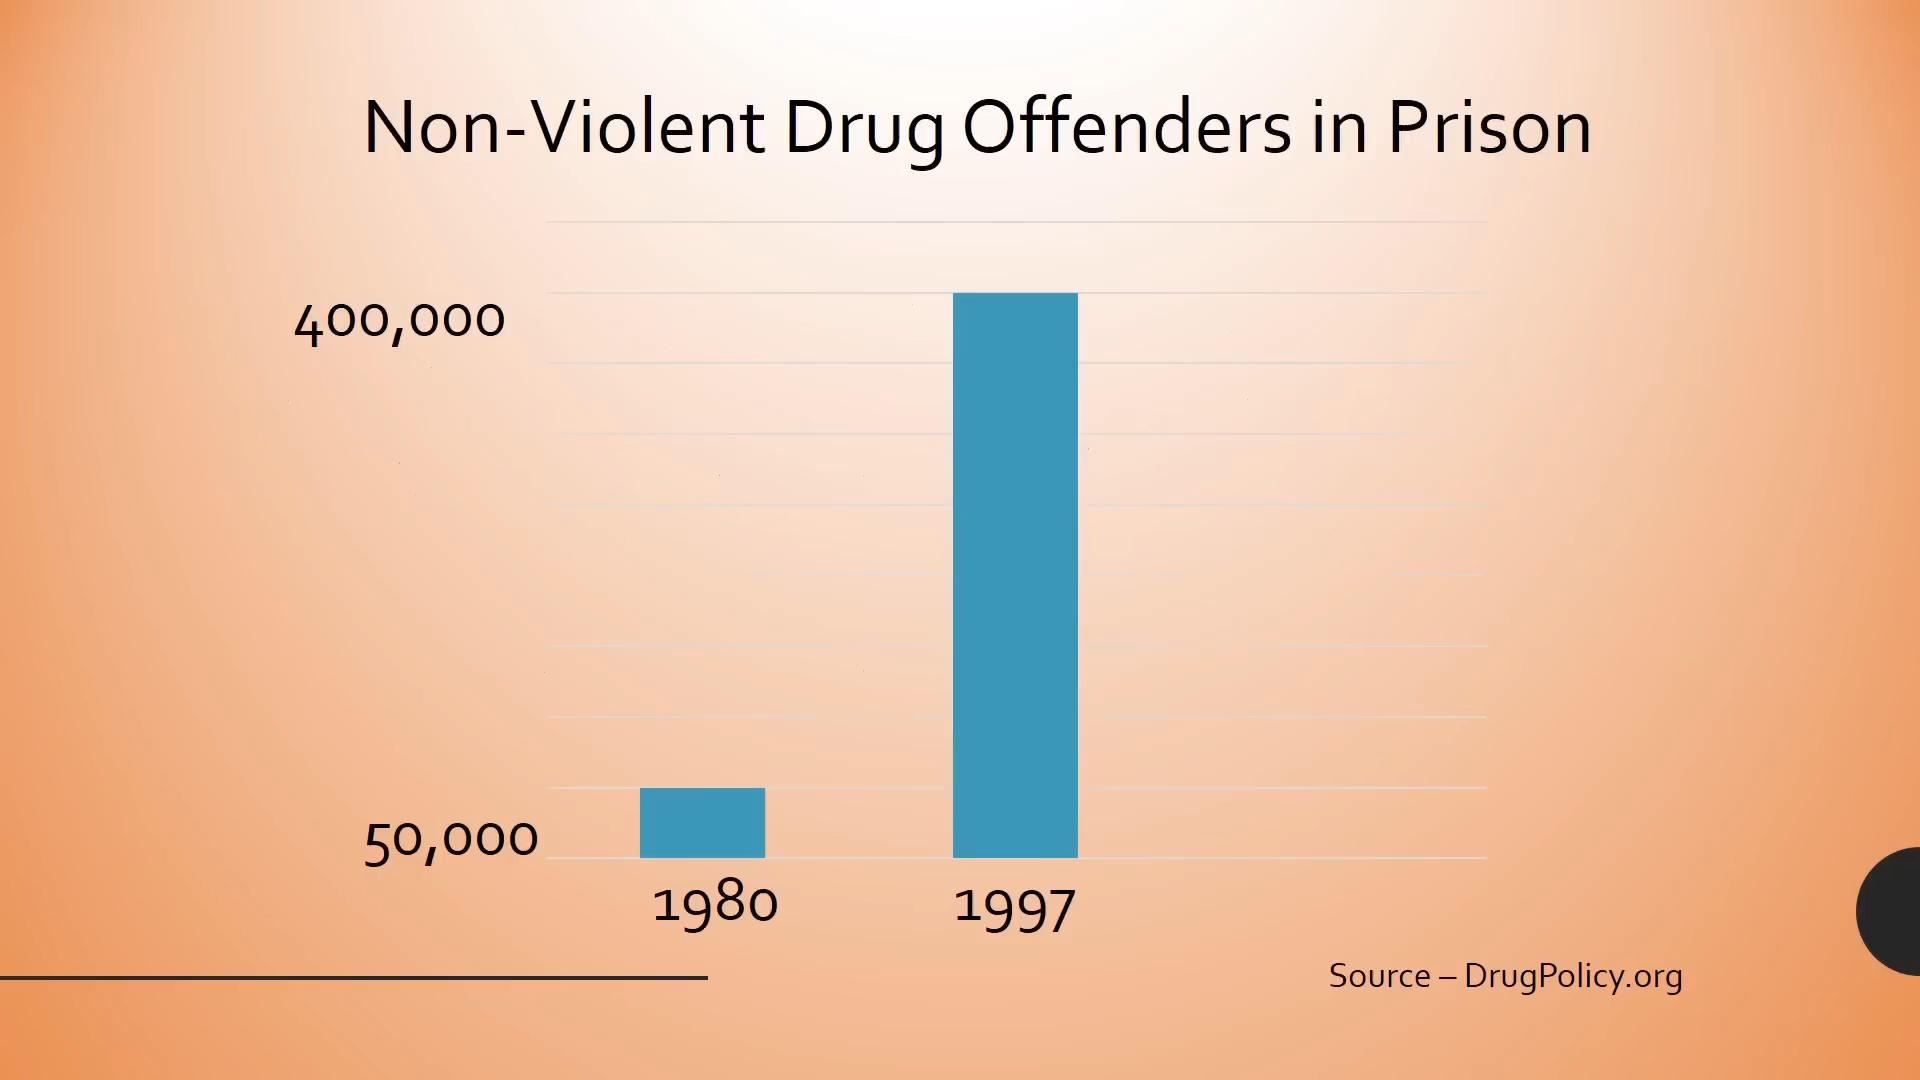 Non-Violent Drug Offenders in Prison
400,000
50,000
1980
1997
Source – DrugPolicy.org